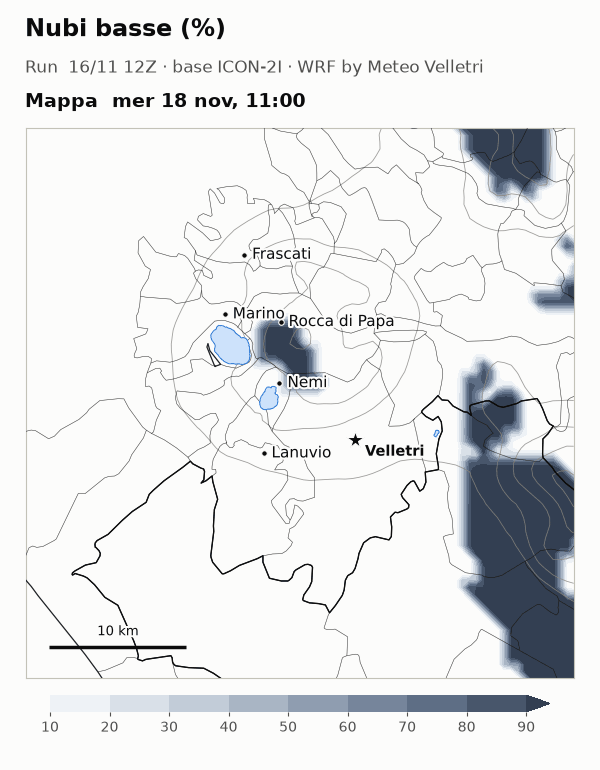 Nubi basse (%)
Run  16/11 12Z · base ICON-2I · WRF by Meteo Velletri
Mappa  mer 18 nov, 11:00
Frascati
Marino
Rocca di Papa
Nemi
Velletri
Lanuvio
10 km
10 20 30 40 50 60 70 80 90